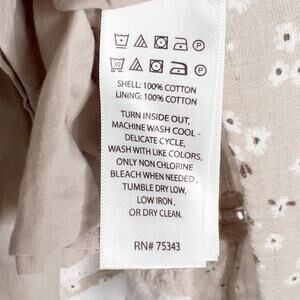 30
SHELL: 100% COTTON
LINING: 100% COTTON
TURN INSIDE OUT,
MACHINE WASH COOL -
DELICATE CYCLE,
WASH WITH LIKE COLORS,
ONLY NON CHLORINE
BLEACH WHEN NEEDED,
TUMBLE DRY LOW,
LOW IRON,
OR DRY CLEAN.
RN# 75343